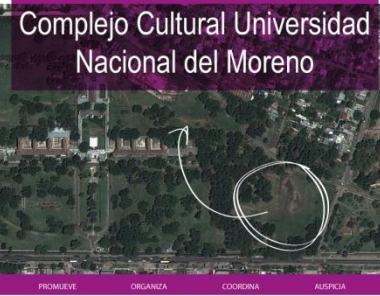 Complejo Cultural Universidad
Nacional del Moreno
PROMUEVE ORGANIZA COORDINA AUSPICIA